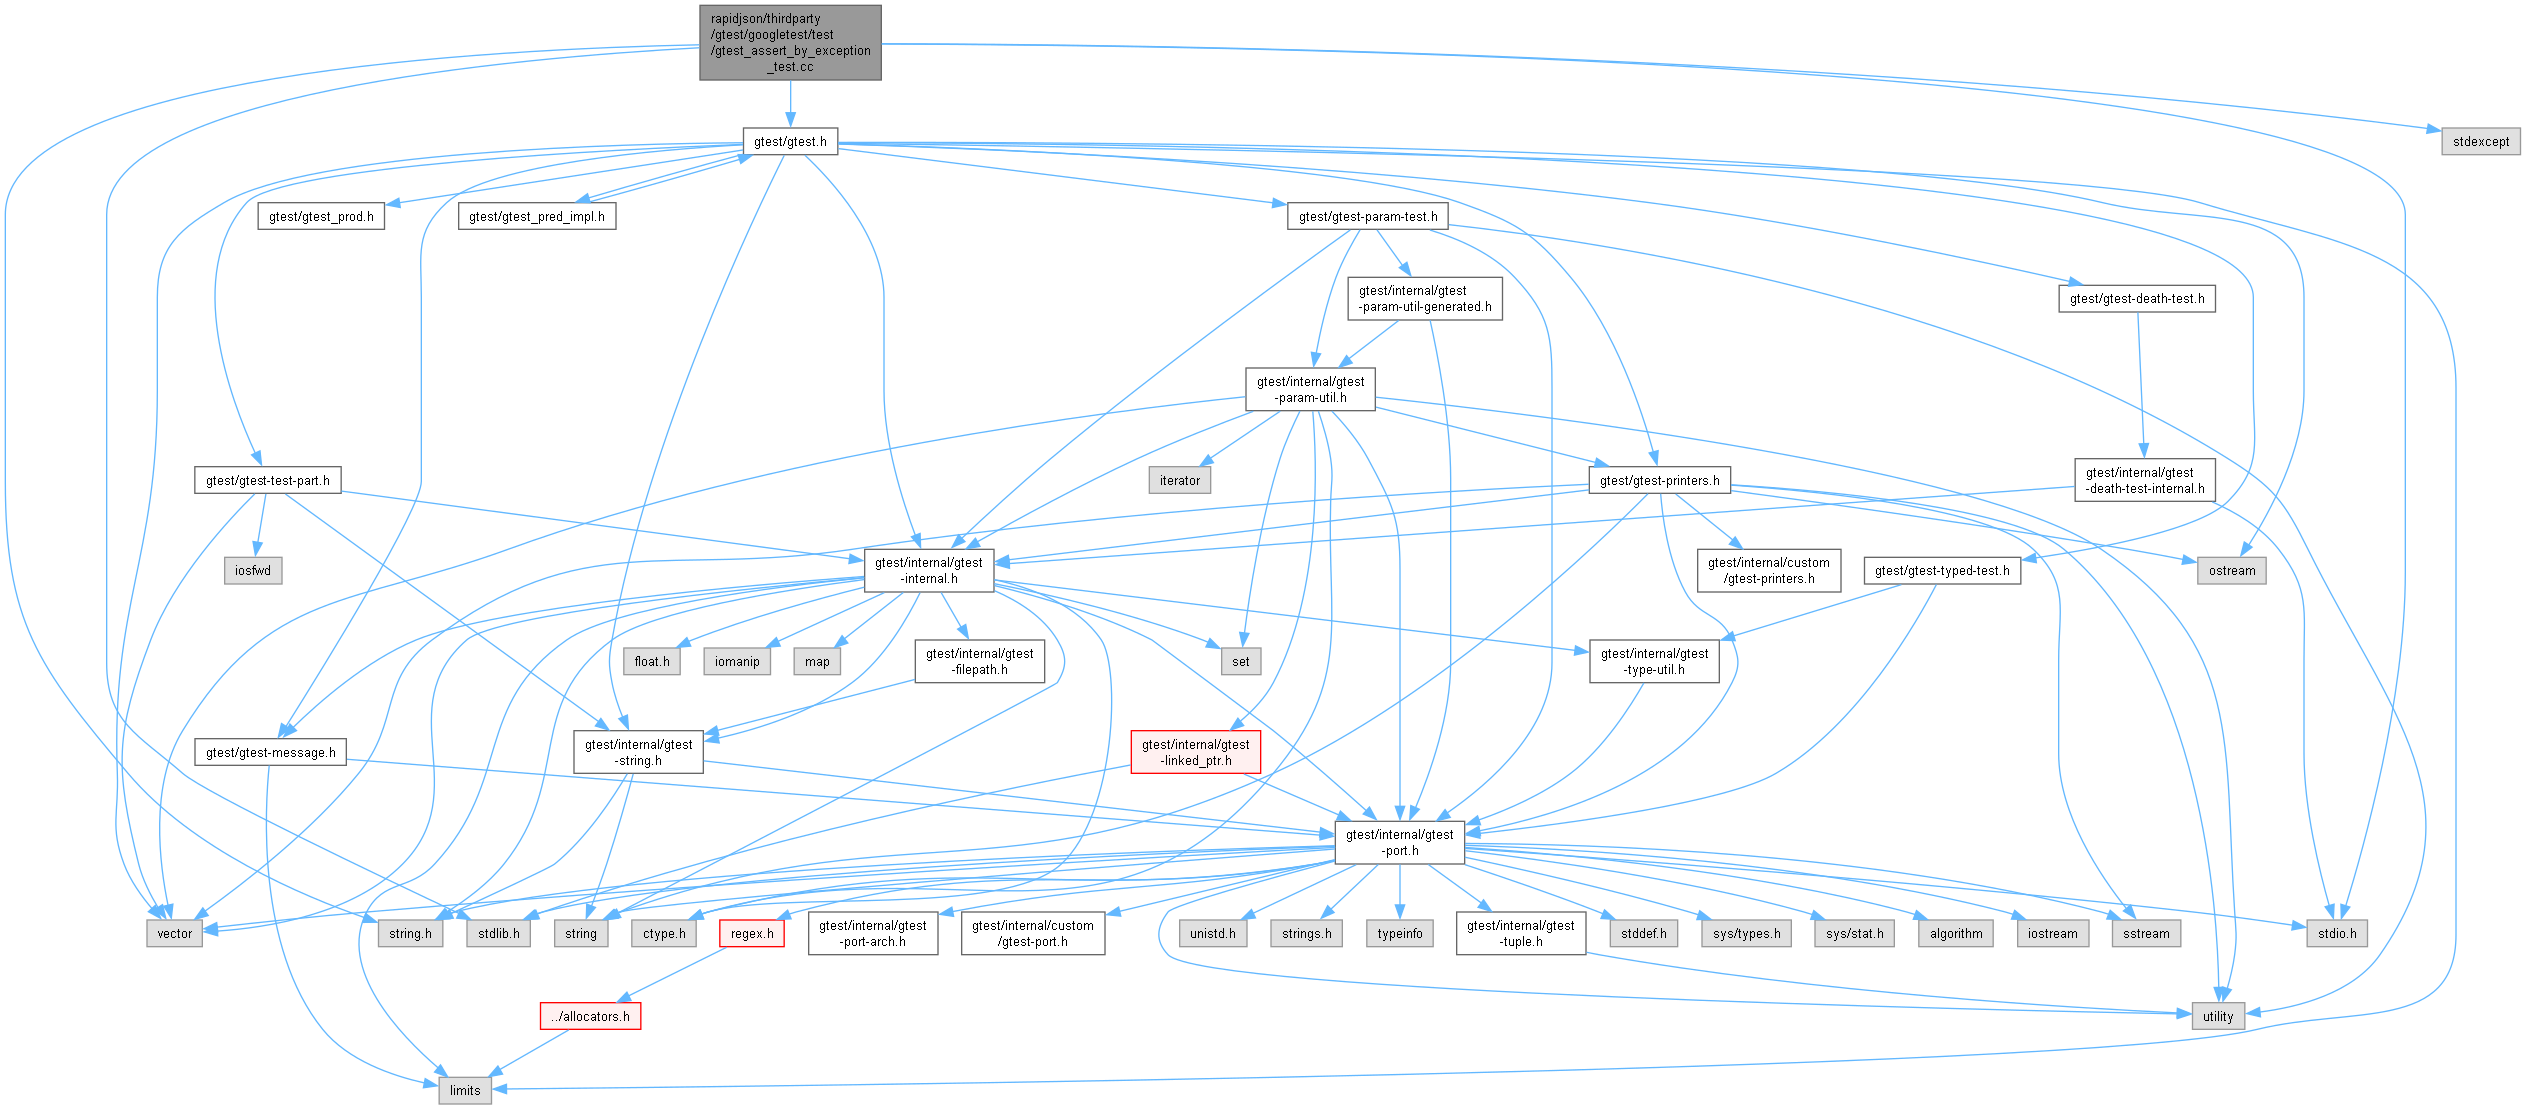 rapidjson/thirdparty
/gtest/googletest/test
/gtest_assert_by_exception
_test.cc
gtest/gtest.h
stdexcept
gtest/gtest_prod.h
gtest/gtest_pred_impl.h
gtest/gtest-param-test.h
gtest/internal/gtest
-param-util-generated.h
gtest/gtest-death-test.h
gtest/internal/gtest
-param-util.h
gtest/gtest-test-part.h
iterator
gtest/gtest-printers.h
gtest/internal/gtest
-death-test-internal.h
iosfwd
gtest/internal/gtest
-internal.h
gtest/internal/custom
/gtest-printers.h
gtest/gtest-typed-test.h
ostream
float.h
iomanip
map
gtest/internal/gtest
-filepath.h
set
gtest/internal/gtest
-type-util.h
gtest/gtest-message.h
gtest/internal/gtest
-string.h
gtest/internal/gtest
-linked_ptr.h
gtest/internal/gtest
-port.h
vector
string.h
stdlib.h
string
ctype.h
regex.h
gtest/internal/gtest
-port-arch.h
gtest/internal/custom
/gtest-port.h
unistd.h
strings.h
typeinfo
gtest/internal/gtest
-tuple.h
stddef.h
sys/types.h
sys/stat.h
algorithm
iostream
sstream
stdio.h
../allocators.h
utility
limits